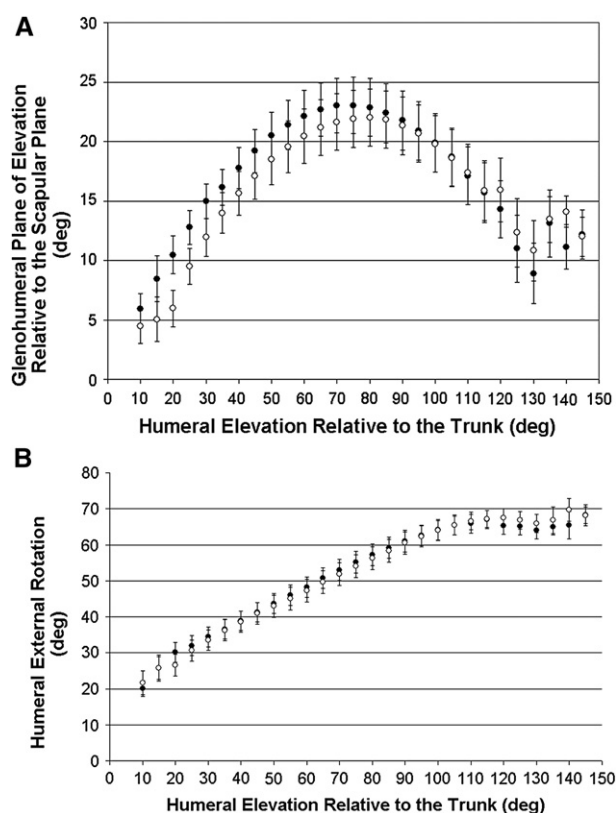 A
Glenohumeral Plane of Elevation
Relative to the Scapular Plane
(deg)
30
25
20
15
10
5
0
0 10 20 30 40 50 60 70 80 90 100 110 120 130 140 150
Humeral Elevation Relative to the Trunk (deg)
B
Humeral External Rotation
(deg)
80
70
60
50
40
30
20
10
0
0 10 20 30 40 50 60 70 80 90 100 110 120 130 140 150
Humeral Elevation Relative to the Trunk (deg)